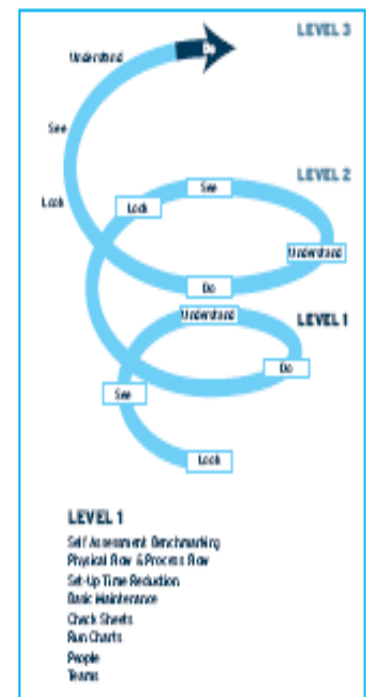 LEVEL 3
Do
Understand
See
Look
LEVEL 2
See
Look
Understand
Do
LEVEL 1
Understand
Do
See
Look
LEVEL 1
Self Assessment Benchmarking
Physical Flow & Process Flow
Set-Up Time Reduction
Basic Maintenance
Check Sheets
Run Charts
People
Teams